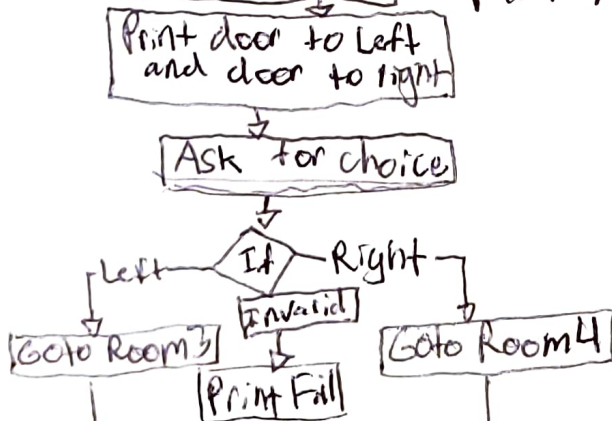 Print door to Left
and door to right
Ask for choice
If
Left
Right
Invalid
Goto Room3
Goto Room4
Print Fail